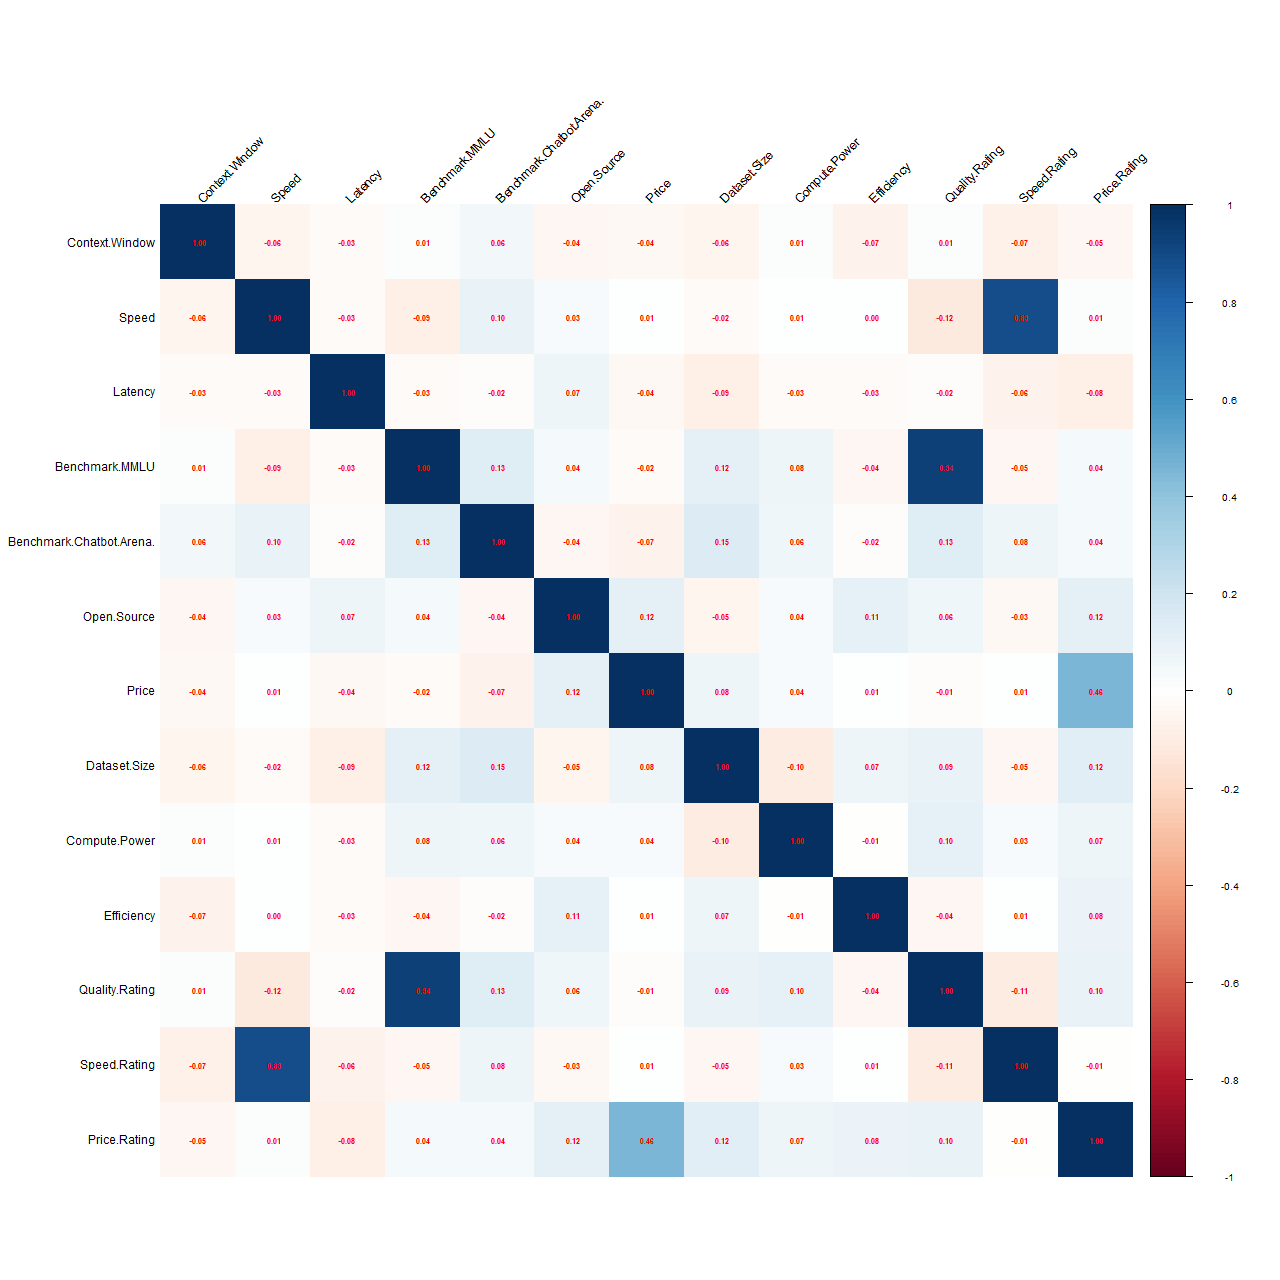 Context.Window
Speed
Latency
Benchmark.MMLU
Benchmark.Chatbot.Arena.
Open.Source
Price
Dataset.Size
Compute.Power
Efficiency
Quality.Rating
Speed.Rating
Price.Rating
Context.Window 1.00 -0.06 -0.03 0.01 0.06 -0.04 -0.04 -0.06 0.01 -0.07 0.01 -0.07 -0.05
Speed -0.06 1.00 -0.03 -0.09 0.10 0.03 0.01 -0.02 0.01 0.00 -0.12 0.01
Latency -0.03 -0.03 1.00 -0.03 -0.02 0.07 -0.04 -0.09 -0.03 -0.03 -0.02 -0.06 -0.08
Benchmark.MMLU 0.01 -0.09 -0.03 1.00 0.13 0.04 -0.02 0.12 0.08 -0.04 0.94 -0.05 0.04
Benchmark.Chatbot.Arena. 0.06 0.10 -0.02 0.13 1.00 -0.04 -0.07 0.15 0.06 -0.02 0.13 0.08 0.04
Open.Source -0.04 0.03 0.07 0.04 -0.04 1.00 0.12 -0.05 0.04 0.11 0.06 -0.03 0.12
Price -0.04 0.01 -0.04 -0.02 -0.07 0.12 1.00 0.08 0.04 0.01 -0.01 0.01 0.46
Dataset.Size -0.06 -0.02 -0.09 0.12 0.15 -0.05 0.08 1.00 -0.10 0.07 0.09 -0.05 0.12
Compute.Power 0.01 0.01 -0.03 0.08 0.06 0.04 0.04 -0.10 1.00 -0.01 0.10 0.03 0.07
Efficiency -0.07 0.00 -0.03 -0.04 -0.02 0.11 0.01 0.07 -0.01 1.00 -0.04 0.01 0.08
Quality.Rating 0.01 -0.12 -0.02 0.94 0.13 0.06 -0.01 0.09 0.10 -0.04 1.00 -0.11 0.10
Speed.Rating -0.07 -0.06 -0.05 0.08 -0.03 0.01 -0.05 0.03 0.01 -0.11 1.00 -0.01
Price.Rating -0.05 0.01 -0.08 0.04 0.04 0.12 0.46 0.12 0.07 0.08 0.10 -0.01 1.00
1
0.8
0.6
0.4
0.2
0
-0.2
-0.4
-0.6
-0.8
-1